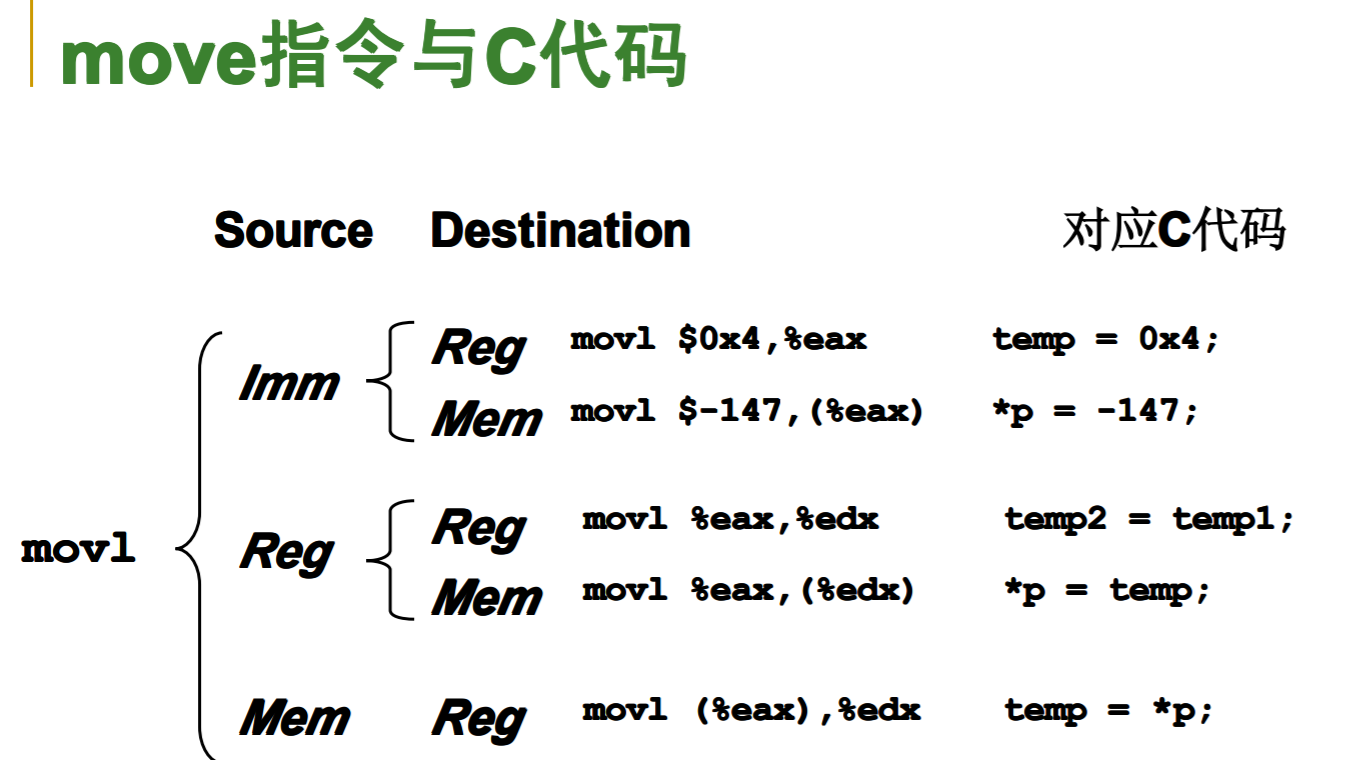 move指令与C代码
Source Destination 对应C代码
Imm Reg movl $0x4,%eax temp = 0x4;
Mem movl $-147,(%eax) *p = -147;
movl Reg Reg movl %eax,%edx temp2 = temp1;
Mem movl %eax,(%edx) *p = temp;
Mem Reg movl (%eax),%edx temp = *p;